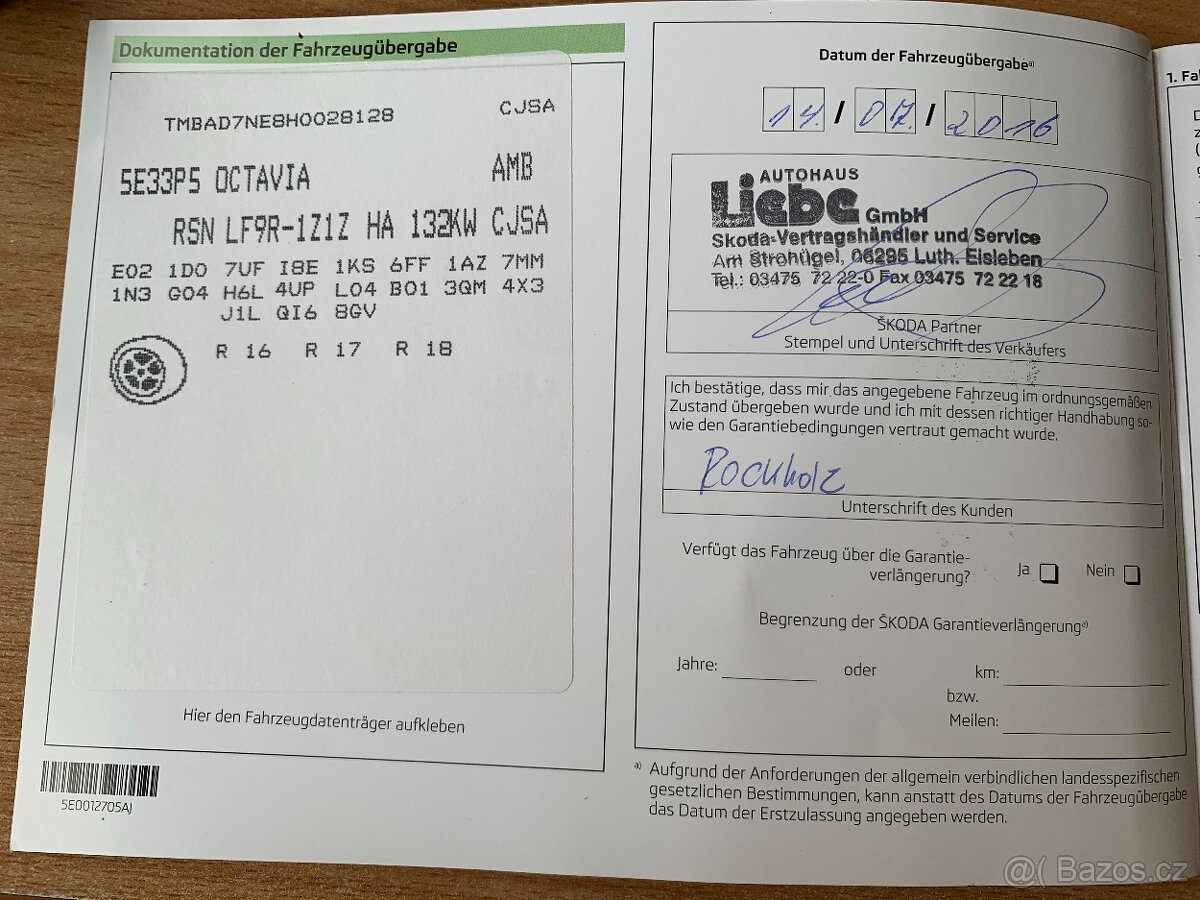 Dokumentation der Fahrzeugübergabe
TMBAD7NE8H0028128
CJSA
5E33P5 OCTAVIA
AMB
RSN LF9R-1Z1Z HA 132KW CJSA
E02 1D0 7UF I8E 1KS 6FF 1AZ 7MM
1N3 G04 H6L 4UP L04 B01 3QM 4X3
J1L QI6 8GV
R 16 R 17 R 18
Hier den Fahrzeugdatenträger aufkleben
5E0012705AJ
Datum der Fahrzeugübergabe a)
14. / 07. / 2016
AUTOHAUS
Liebe GmbH
Skoda-Vertragshändler und Service
Am Strohügel, 06295 Luth. Eisleben
Tel.: 03475 72 22-0 Fax 03475 72 22 18
ŠKODA Partner
Stempel und Unterschrift des Verkäufers
Ich bestätige, dass mir das angegebene Fahrzeug im ordnungsgemäßen
Zustand übergeben wurde und ich mit dessen richtiger Handhabung so-
wie den Garantiebedingungen vertraut gemacht wurde.
Rockholz
Unterschrift des Kunden
Verfügt das Fahrzeug über die Garantie-
verlängerung?
Ja
Nein
Begrenzung der ŠKODA Garantieverlängerung a)
Jahre:
oder
km:
bzw.
Meilen:
a) Aufgrund der Anforderungen der allgemein verbindlichen landesspezifischen
gesetzlichen Bestimmungen, kann anstatt des Datums der Fahrzeugübergabe
das Datum der Erstzulassung angegeben werden.
1. Fa
@( Bazos.cz